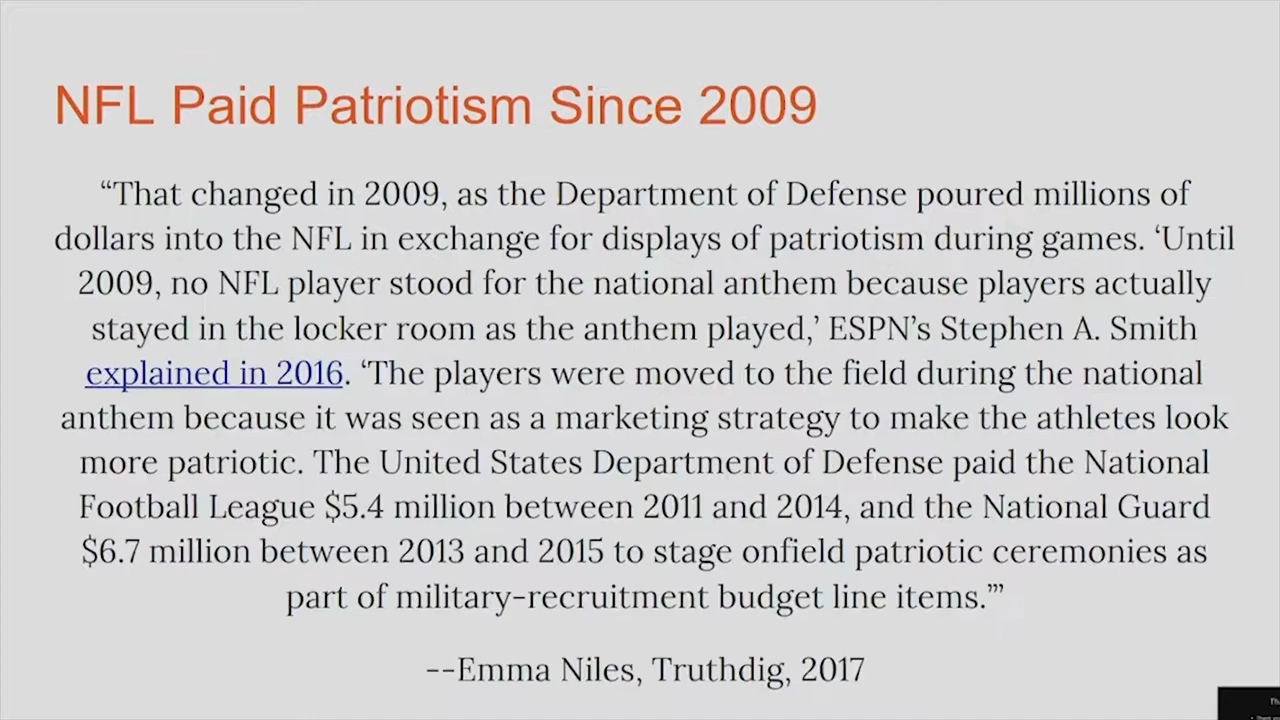 NFL Paid Patriotism Since 2009
“That changed in 2009, as the Department of Defense poured millions of
dollars into the NFL in exchange for displays of patriotism during games. ‘Until
2009, no NFL player stood for the national anthem because players actually
stayed in the locker room as the anthem played,’ ESPN’s Stephen A. Smith
explained in 2016. ‘The players were moved to the field during the national
anthem because it was seen as a marketing strategy to make the athletes look
more patriotic. The United States Department of Defense paid the National
Football League $5.4 million between 2011 and 2014, and the National Guard
$6.7 million between 2013 and 2015 to stage onfield patriotic ceremonies as
part of military-recruitment budget line items.’”
--Emma Niles, Truthdig, 2017